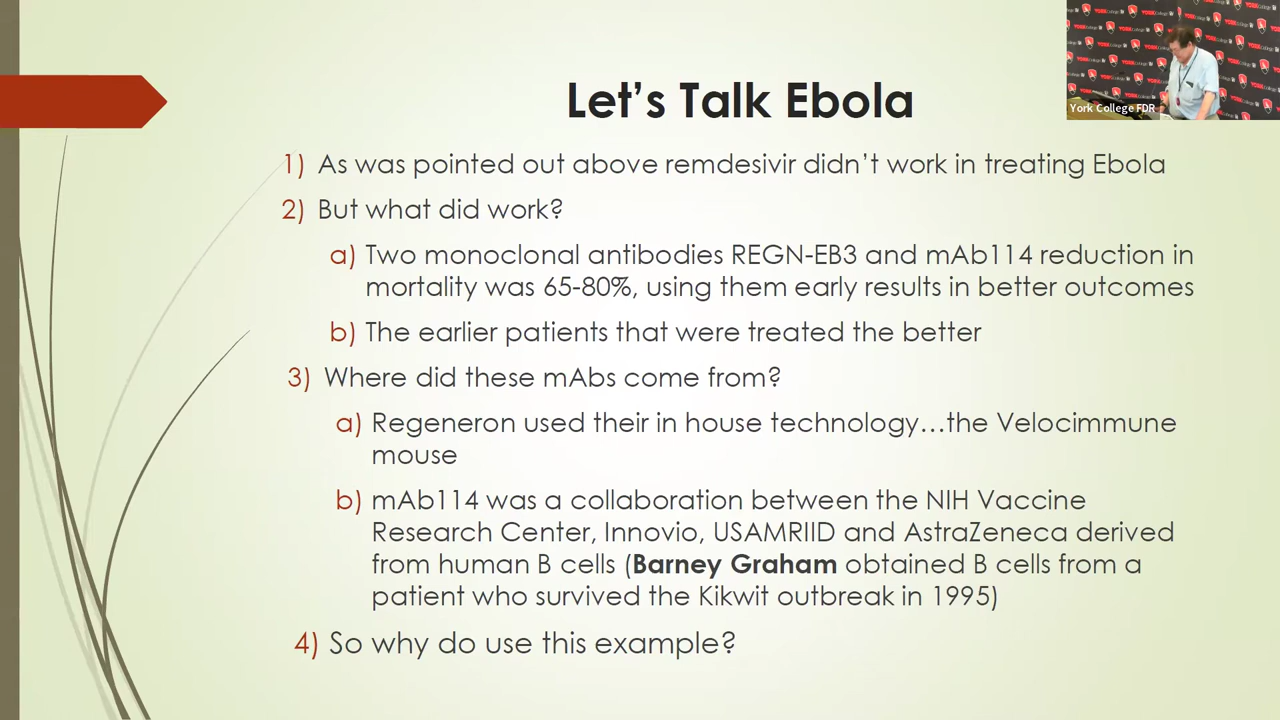 Let's Talk Ebola
York College FDR
1) As was pointed out above remdesivir didn't work in treating Ebola
2) But what did work?
a) Two monoclonal antibodies REGN-EB3 and mAb114 reduction in
mortality was 65-80%, using them early results in better outcomes
b) The earlier patients that were treated the better
3) Where did these mAbs come from?
a) Regeneron used their in house technology…the Velocimmune
mouse
b) mAb114 was a collaboration between the NIH Vaccine
Research Center, Innovio, USAMRIID and AstraZeneca derived
from human B cells (Barney Graham obtained B cells from a
patient who survived the Kikwit outbreak in 1995)
4) So why do use this example?